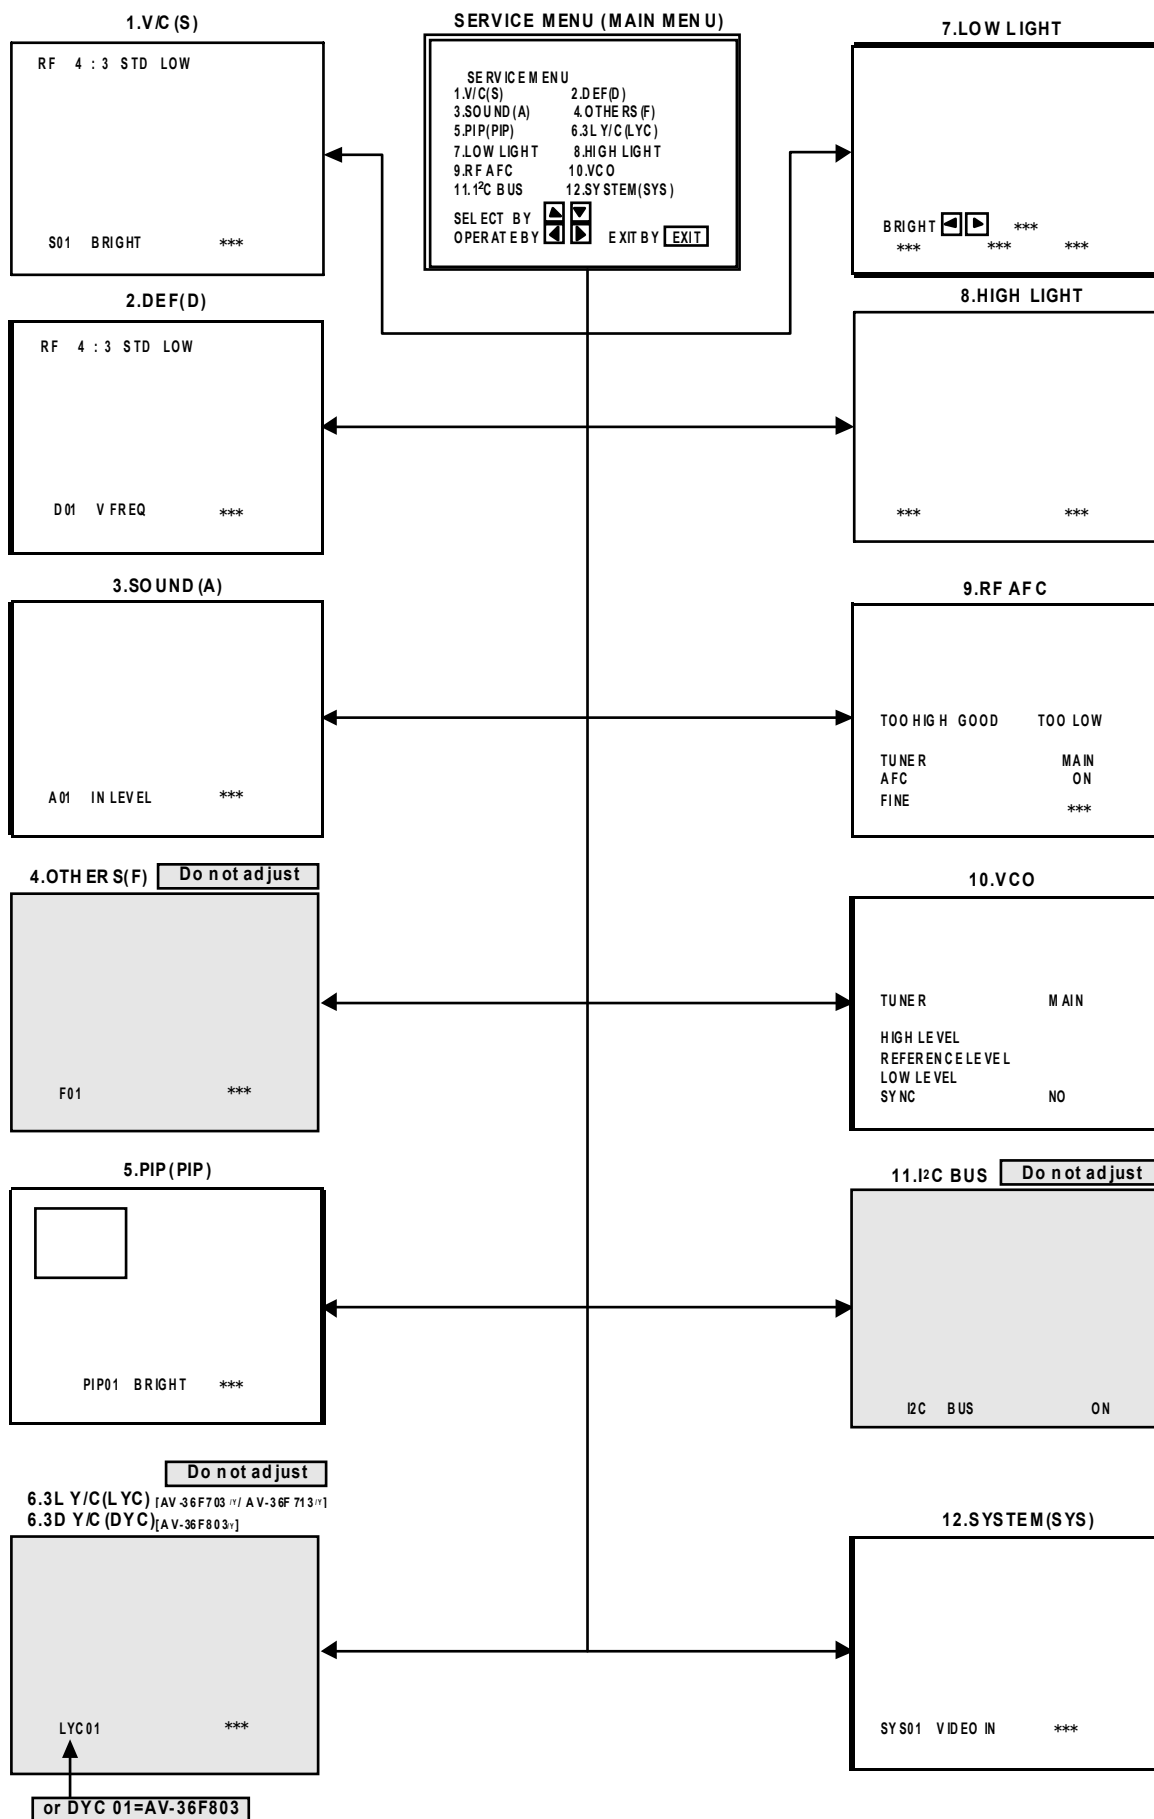 SERVICE MENU (MAIN MENU)
SERVICE MENU
1.V/C(S) 2.DEF(D)
3.SOUND(A) 4.OTHERS(F)
5.PIP(PIP) 6.3L Y/C(LYC)
7.LOW LIGHT 8.HIGH LIGHT
9.RF AFC 10.VCO
11.1²C BUS 12.SYSTEM(SYS)
SELECT BY ▲ ▼
OPERATE BY ◀ ▶ EXIT BY EXIT
1.V/C(S)
RF 4:3 STD LOW
S01 BRIGHT ***
2.DEF(D)
RF 4:3 STD LOW
D01 V FREQ ***
3.SOUND(A)
A01 IN LEVEL ***
4.OTHERS(F) Do not adjust
F01 ***
5.PIP(PIP)
PIP01 BRIGHT ***
Do not adjust
6.3L Y/C(LYC) [AV-36F703/Y/ AV-36F713/Y]
6.3D Y/C(DYC) [AV-36F803/Y]
LYC01 ***
or DYC 01=AV-36F803
7.LOW LIGHT
BRIGHT ◀ ▶ ***
*** *** ***
8.HIGH LIGHT
*** ***
9.RF AFC
TOO HIGH GOOD TOO LOW
TUNER MAIN
AFC ON
FINE ***
10.VCO
TUNER MAIN
HIGH LEVEL
REFERENCE LEVEL
LOW LEVEL
SYNC NO
11.I²C BUS Do not adjust
I2C BUS ON
12.SYSTEM(SYS)
SYS01 VIDEO IN ***